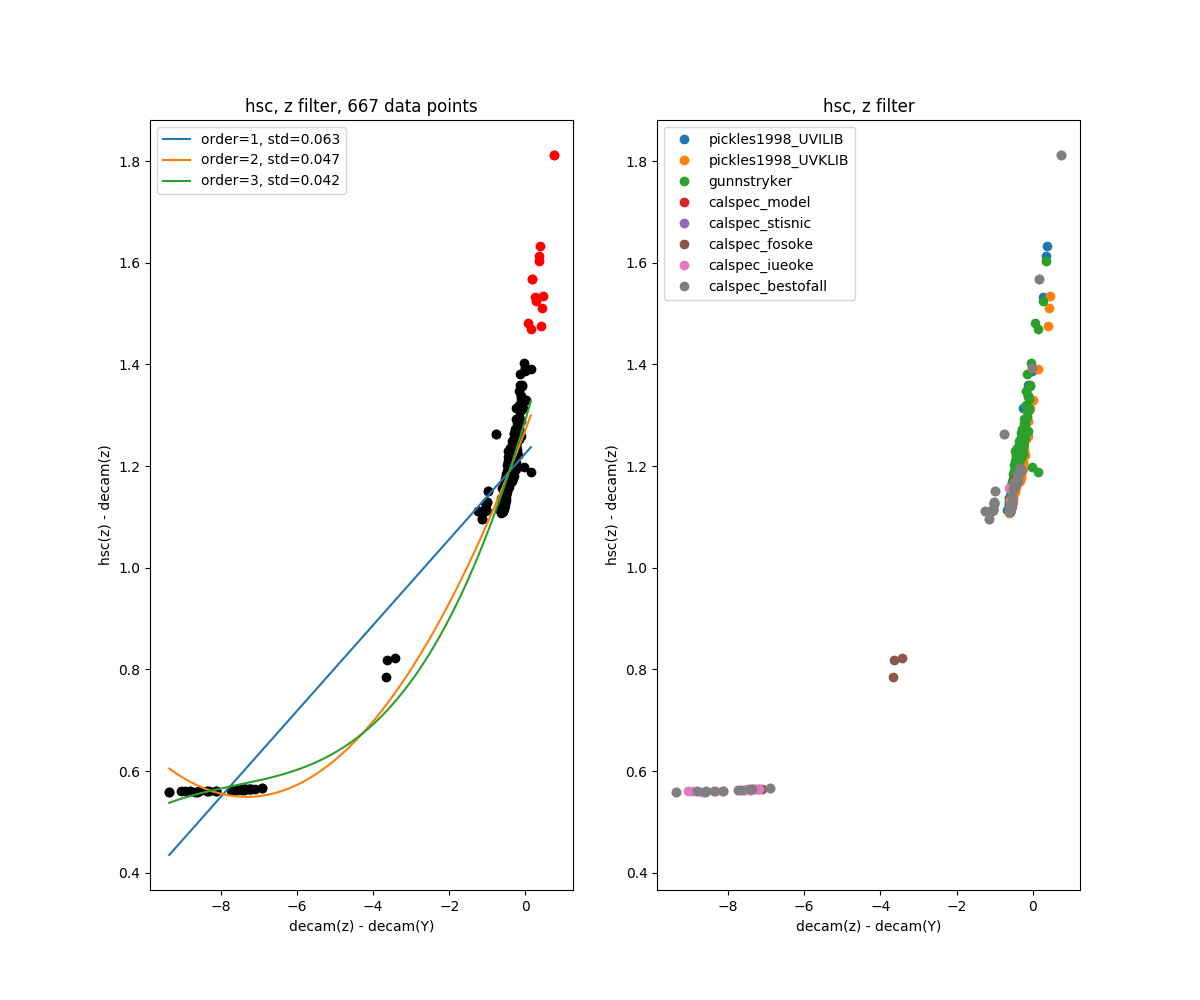 hsc, z filter, 667 data points
order=1, std=0.063
order=2, std=0.047
order=3, std=0.042
hsc(z) - decam(z)
1.8
1.6
1.4
1.2
1.0
0.8
0.6
0.4
−8
−6
−4
−2
0
decam(z) - decam(Y)
hsc, z filter
pickles1998_UVILIB
pickles1998_UVKLIB
gunnstryker
calspec_model
calspec_stisnic
calspec_fosoke
calspec_iueoke
calspec_bestofall
hsc(z) - decam(z)
1.8
1.6
1.4
1.2
1.0
0.8
0.6
0.4
−8
−6
−4
−2
0
decam(z) - decam(Y)